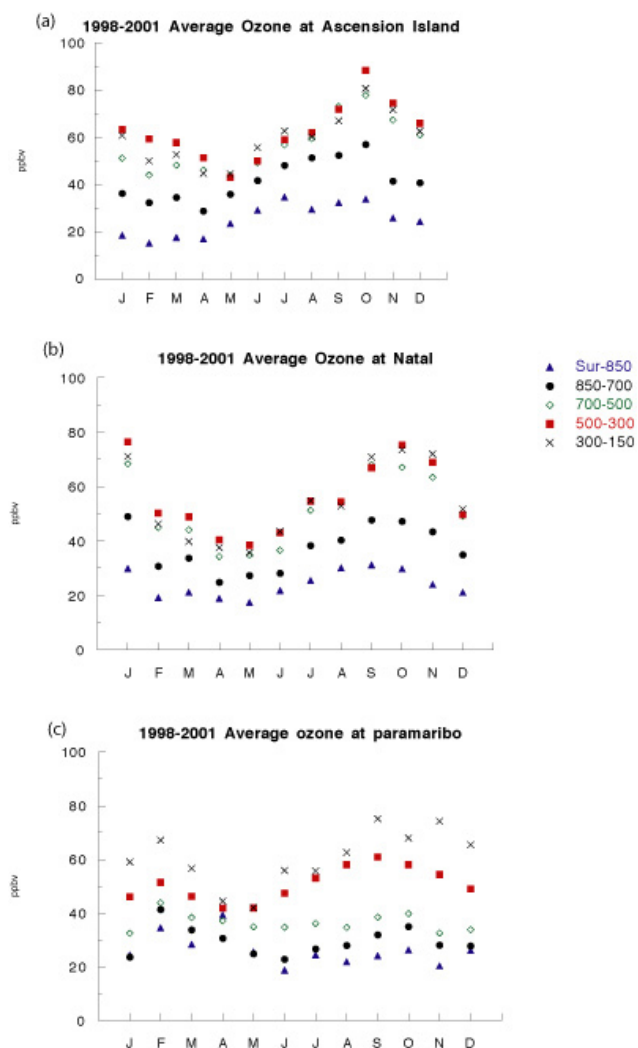 (a)
1998-2001 Average Ozone at Ascension Island
100
80
60
40
20
0
ppbv
J F M A M J J A S O N D
(b)
1998-2001 Average Ozone at Natal
100
80
60
40
20
0
ppbv
J F M A M J J A S O N D
Sur-850
850-700
700-500
500-300
300-150
(c)
1998-2001 Average ozone at paramaribo
100
80
60
40
20
0
ppbv
J F M A M J J A S O N D